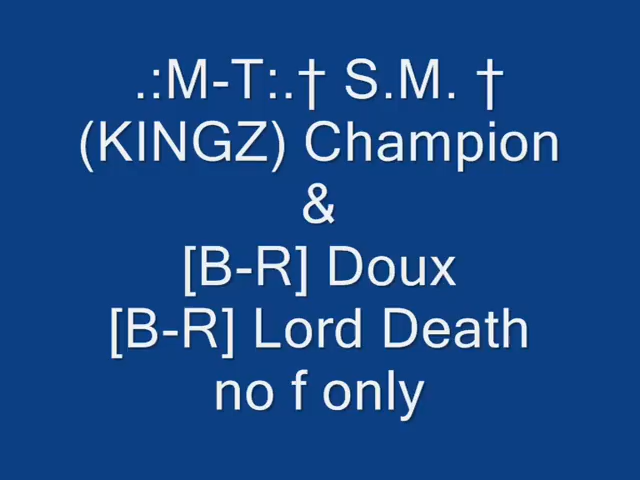 .:M-T:.† S.M. †
(KINGZ) Champion
&
[B-R] Doux
[B-R] Lord Death
no f only